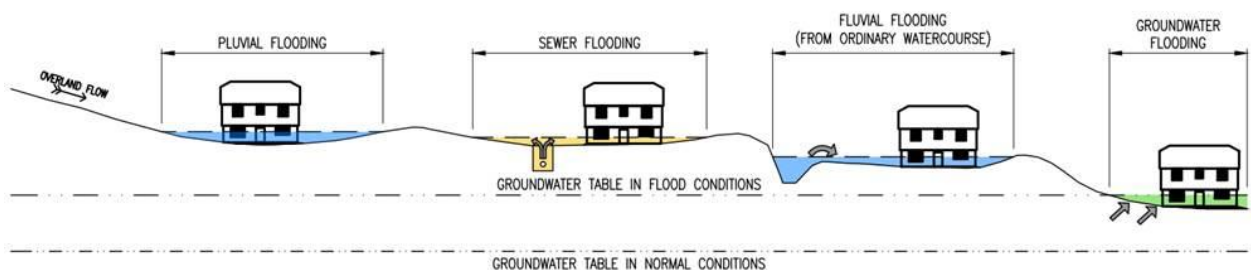 PLUVIAL FLOODING
SEWER FLOODING
FLUVIAL FLOODING
(FROM ORDINARY WATERCOURSE)
GROUNDWATER
FLOODING
OVERLAND FLOW
GROUNDWATER TABLE IN FLOOD CONDITIONS
GROUNDWATER TABLE IN NORMAL CONDITIONS